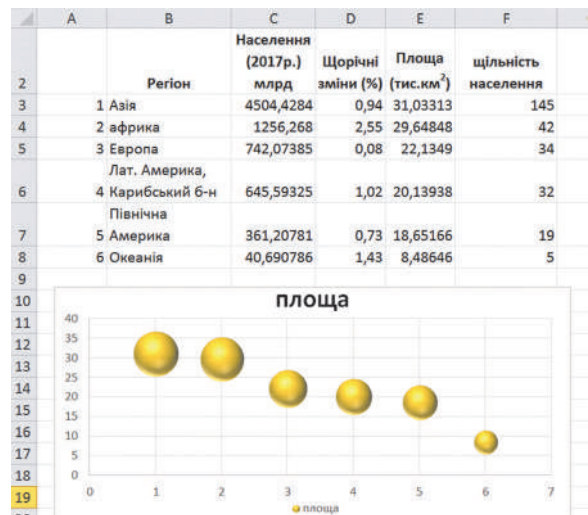 A B C D E F
Населення
(2017р.) Щорічні Площа щільність
2 Регіон млрд зміни (%) (тис.км²) населення
3 1 Азія 4504,4284 0,94 31,03313 145
4 2 африка 1256,268 2,55 29,64848 42
5 3 Европа 742,07385 0,08 22,1349 34
Лат. Америка,
6 4 Карибський б-н 645,59325 1,02 20,13938 32
Північна
7 5 Америка 361,20781 0,73 18,65166 19
8 6 Океанія 40,690786 1,43 8,48646 5
9
10 площа
11 40
12 35
30
13 25
14 20
15 15
16 10
17 5
18 0
19 0 1 2 3 4 5 6 7
площа